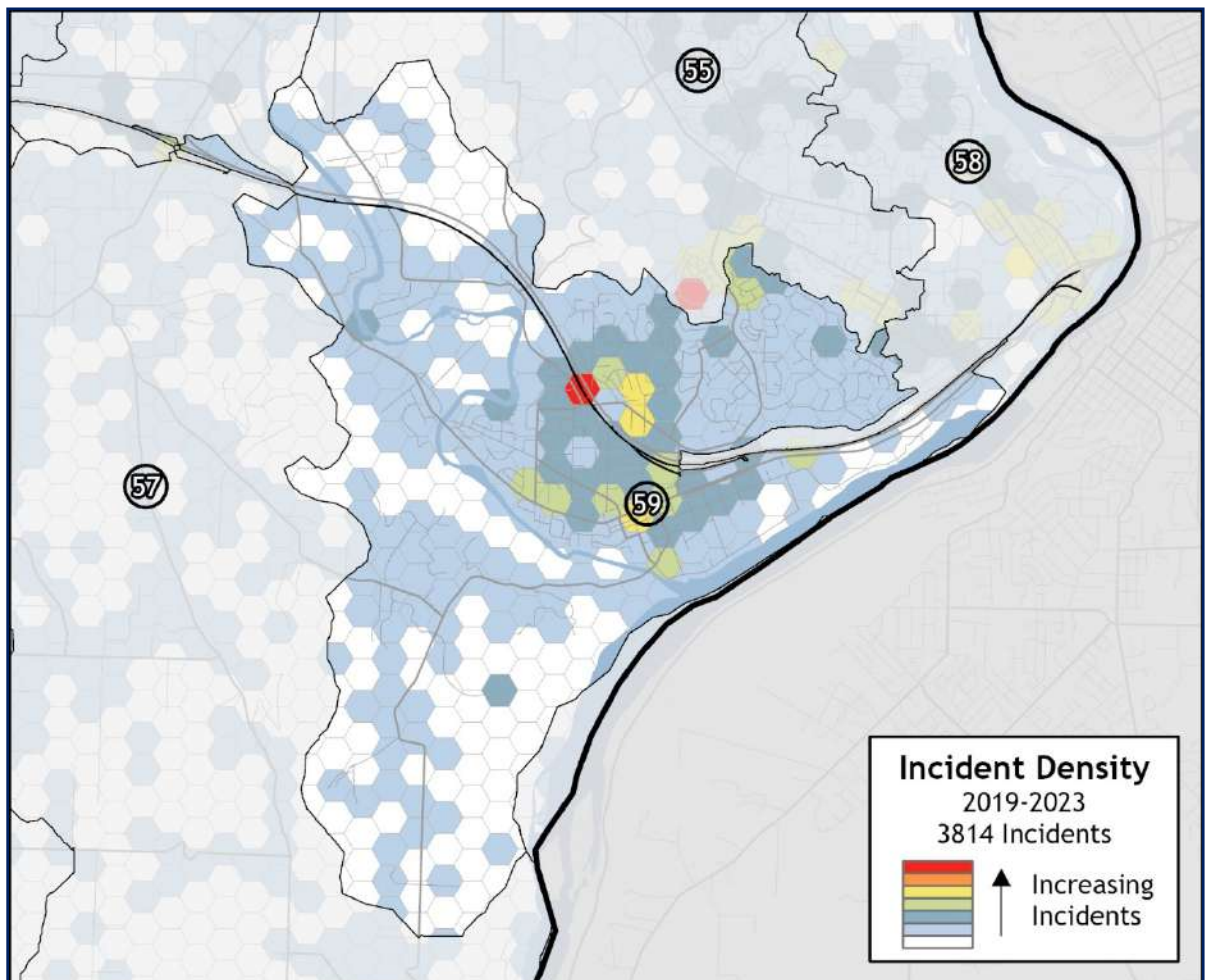 55
58
57
59
Incident Density
2019-2023
3814 Incidents
Increasing
Incidents